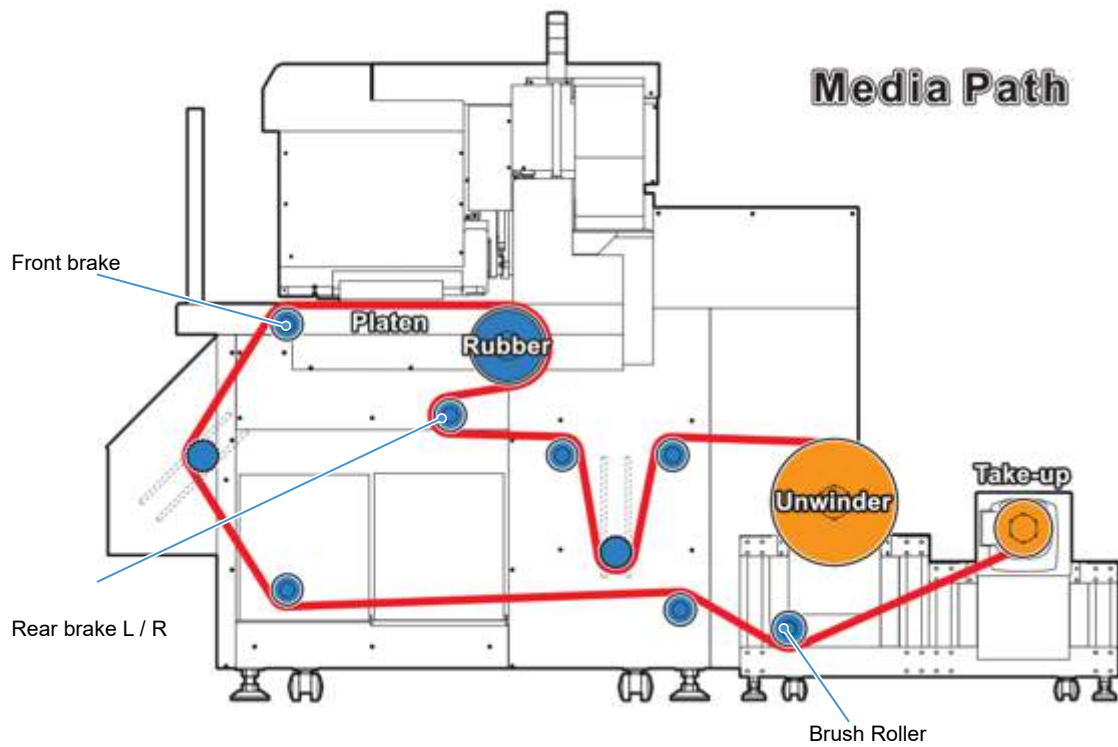 Media Path
Front brake
Platen
Rubber
Take-up
Unwinder
Rear brake L / R
Brush Roller